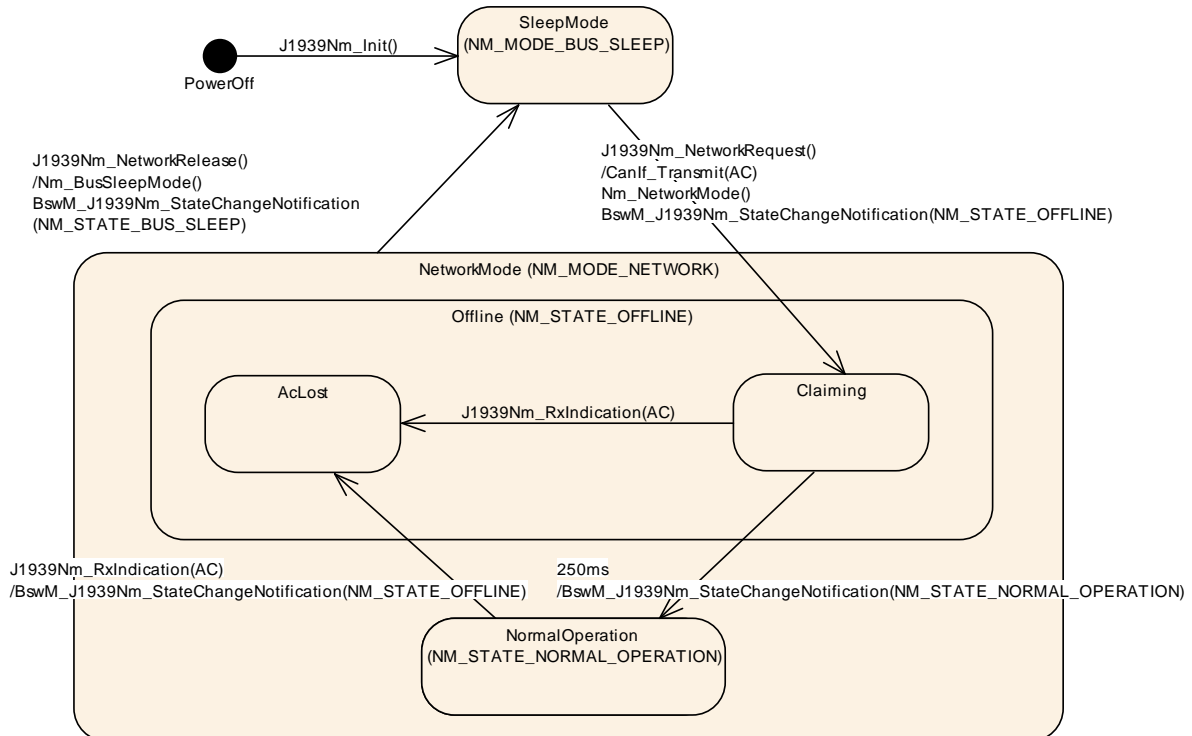 SleepMode
(NM_MODE_BUS_SLEEP)
J1939Nm_Init()
PowerOff
J1939Nm_NetworkRelease()
/Nm_BusSleepMode()
BswM_J1939Nm_StateChangeNotification
(NM_STATE_BUS_SLEEP)
J1939Nm_NetworkRequest()
/CanIf_Transmit(AC)
Nm_NetworkMode()
BswM_J1939Nm_StateChangeNotification(NM_STATE_OFFLINE)
NetworkMode (NM_MODE_NETWORK)
Offline (NM_STATE_OFFLINE)
AcLost
Claiming
J1939Nm_RxIndication(AC)
J1939Nm_RxIndication(AC)
/BswM_J1939Nm_StateChangeNotification(NM_STATE_OFFLINE)
250ms
/BswM_J1939Nm_StateChangeNotification(NM_STATE_NORMAL_OPERATION)
NormalOperation
(NM_STATE_NORMAL_OPERATION)